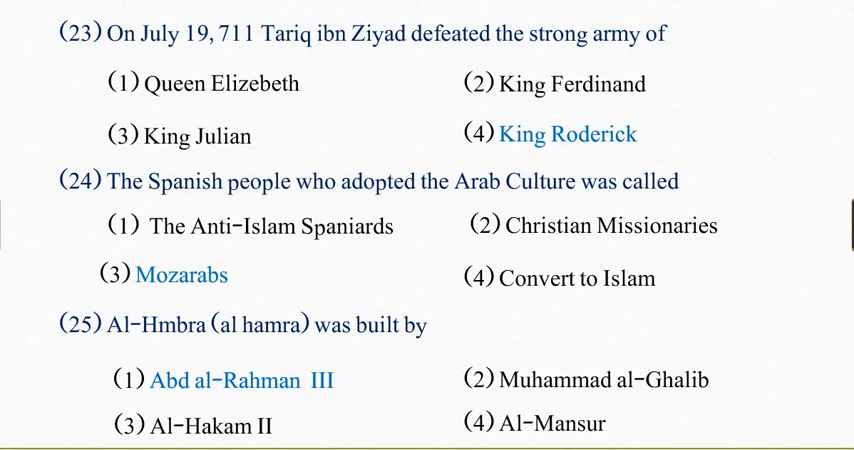 (23) On July 19, 711 Tariq ibn Ziyad defeated the strong army of
(1) Queen Elizebeth (2) King Ferdinand
(3) King Julian (4) King Roderick
(24) The Spanish people who adopted the Arab Culture was called
(1) The Anti-Islam Spaniards (2) Christian Missionaries
(3) Mozarabs (4) Convert to Islam
(25) Al-Hmbra (al hamra) was built by
(1) Abd al-Rahman III (2) Muhammad al-Ghalib
(3) Al-Hakam II (4) Al-Mansur